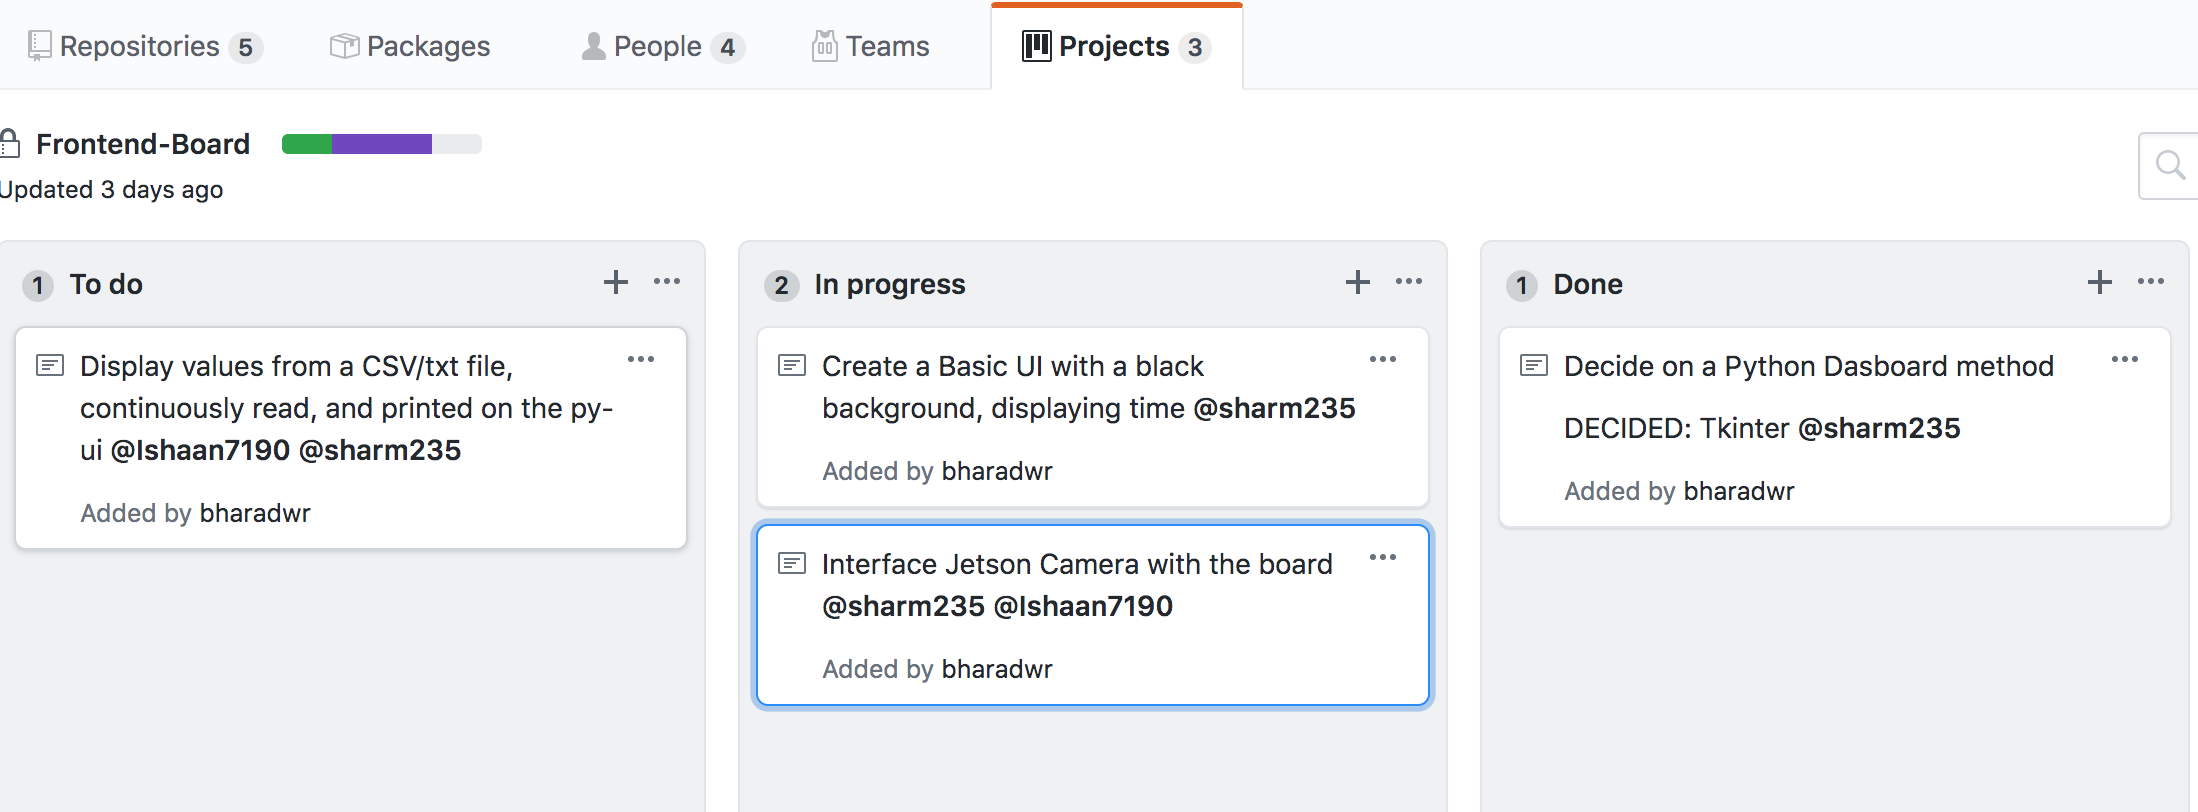 Repositories 5 Packages People 4 Teams Projects 3
Frontend-Board
Updated 3 days ago
1 To do
Display values from a CSV/txt file,
continuously read, and printed on the py-
ui @Ishaan7190 @sharm235
Added by bharadwr
2 In progress
Create a Basic UI with a black
background, displaying time @sharm235
Added by bharadwr
Interface Jetson Camera with the board
@sharm235 @Ishaan7190
Added by bharadwr
1 Done
Decide on a Python Dasboard method
DECIDED: Tkinter @sharm235
Added by bharadwr